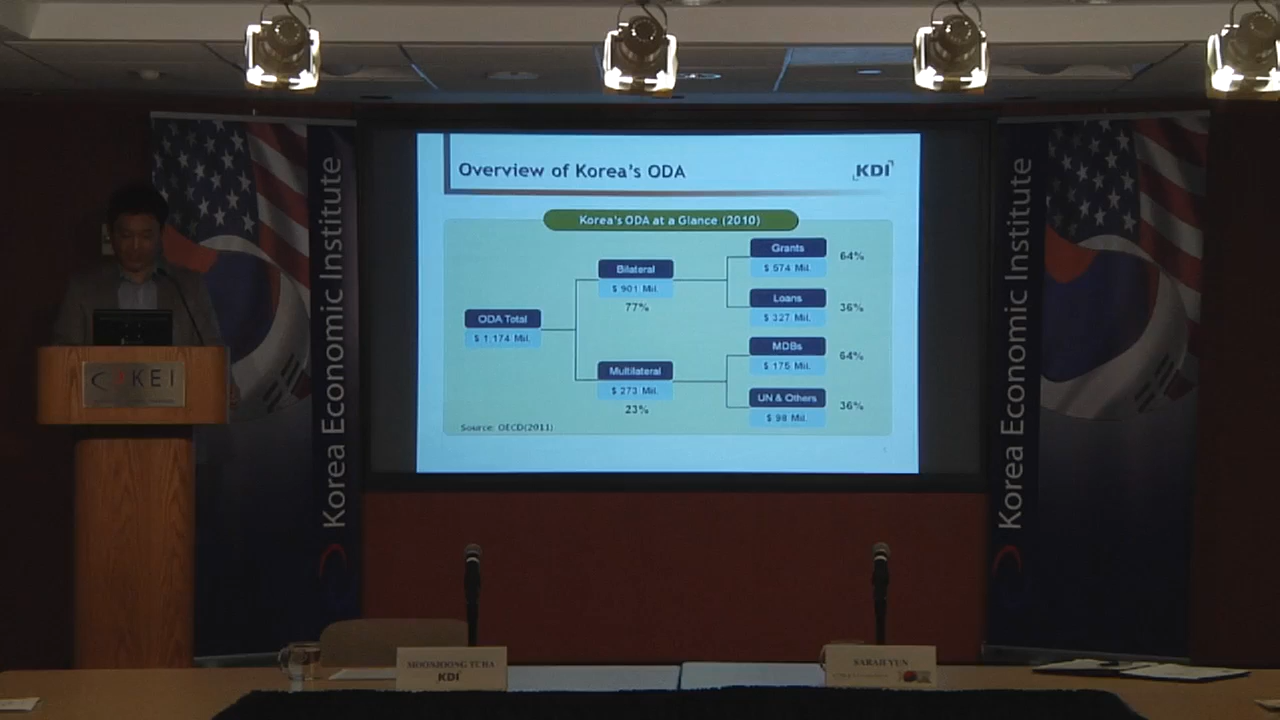 Overview of Korea's ODA
KDI
Korea's ODA at a Glance (2010)
ODA Total
$ 1,174 Mil.
Bilateral
$ 901 Mil.
77%
Multilateral
$ 273 Mil.
23%
Grants
$ 574 Mil.
64%
Loans
$ 327 Mil.
36%
MDBs
$ 175 Mil.
64%
UN & Others
$ 98 Mil.
36%
Source: OECD(2011)
Korea Economic Institute
Korea Economic Institute
KEI
MOONJOONG TCHA
KDI
SARAH YUN